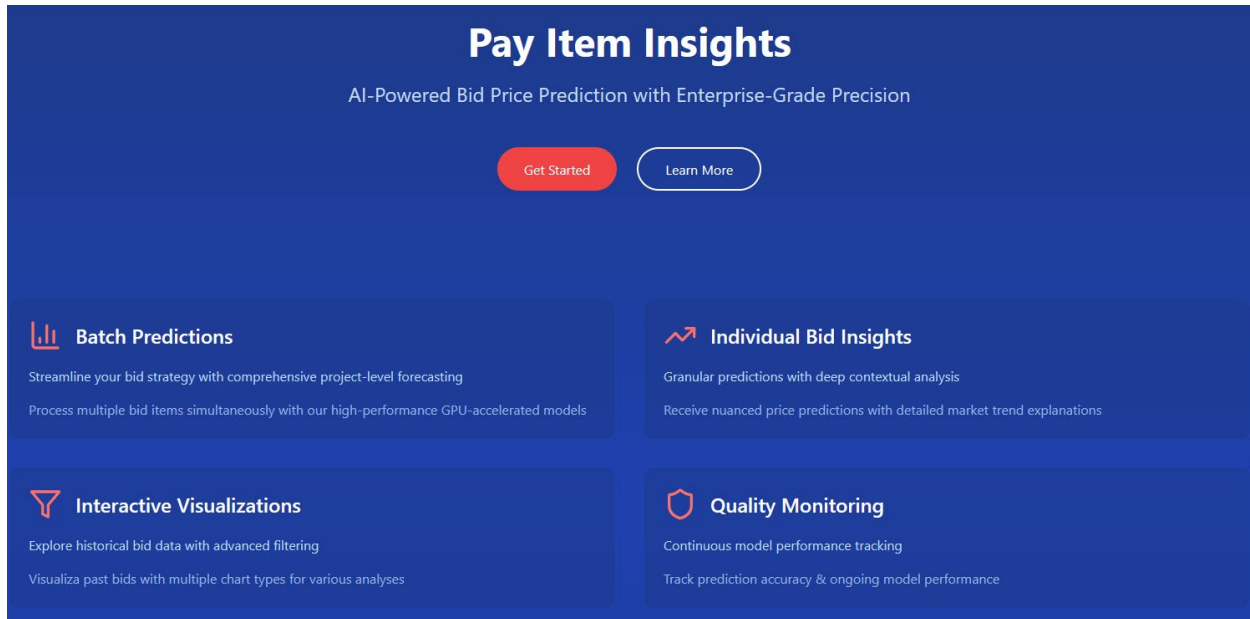 Pay Item Insights
AI-Powered Bid Price Prediction with Enterprise-Grade Precision
Get Started
Learn More
Batch Predictions
Streamline your bid strategy with comprehensive project-level forecasting
Process multiple bid items simultaneously with our high-performance GPU-accelerated models
Individual Bid Insights
Granular predictions with deep contextual analysis
Receive nuanced price predictions with detailed market trend explanations
Interactive Visualizations
Explore historical bid data with advanced filtering
Visualiza past bids with multiple chart types for various analyses
Quality Monitoring
Continuous model performance tracking
Track prediction accuracy & ongoing model performance